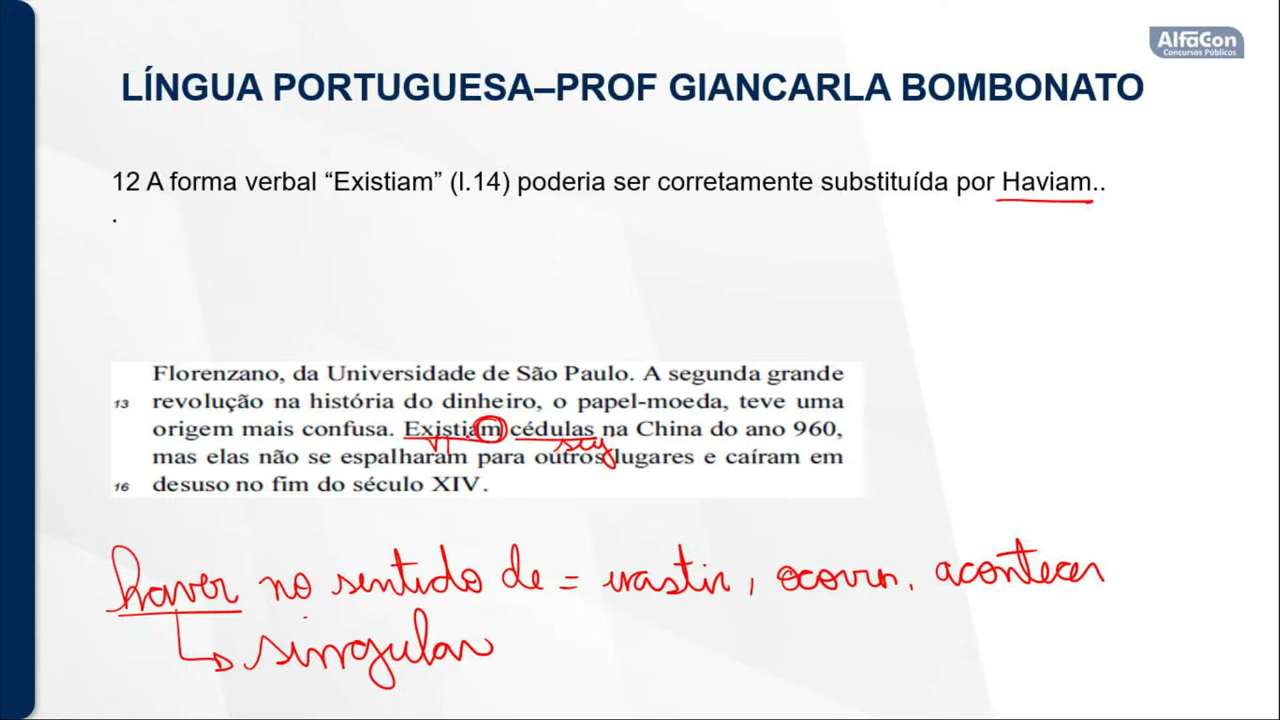 AlfaCon
Concursos Públicos
LÍNGUA PORTUGUESA–PROF GIANCARLA BOMBONATO
12 A forma verbal “Existiam” (l.14) poderia ser corretamente substituída por Haviam..
.
Florenzano, da Universidade de São Paulo. A segunda grande
13 revolução na história do dinheiro, o papel-moeda, teve uma
origem mais confusa. Existiam cédulas na China do ano 960,
VI suj
mas elas não se espalharam para outros lugares e caíram em
16 desuso no fim do século XIV.
haver no sentido de = existir, ocorrer, acontecer
singular